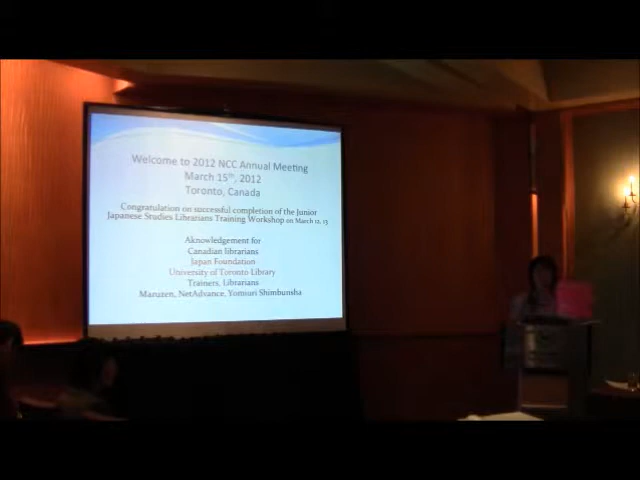 Welcome to 2012 NCC Annual Meeting
March 15th, 2012
Toronto, Canada
Congratulation on successful completion of the Junior
Japanese Studies Librarians Training Workshop on March 12, 13
Aknowledgement for
Canadian librarians
Japan Foundation
University of Toronto Library
Trainers, Librarians
Maruzen, NetAdvance, Yomiuri Shimbunsha